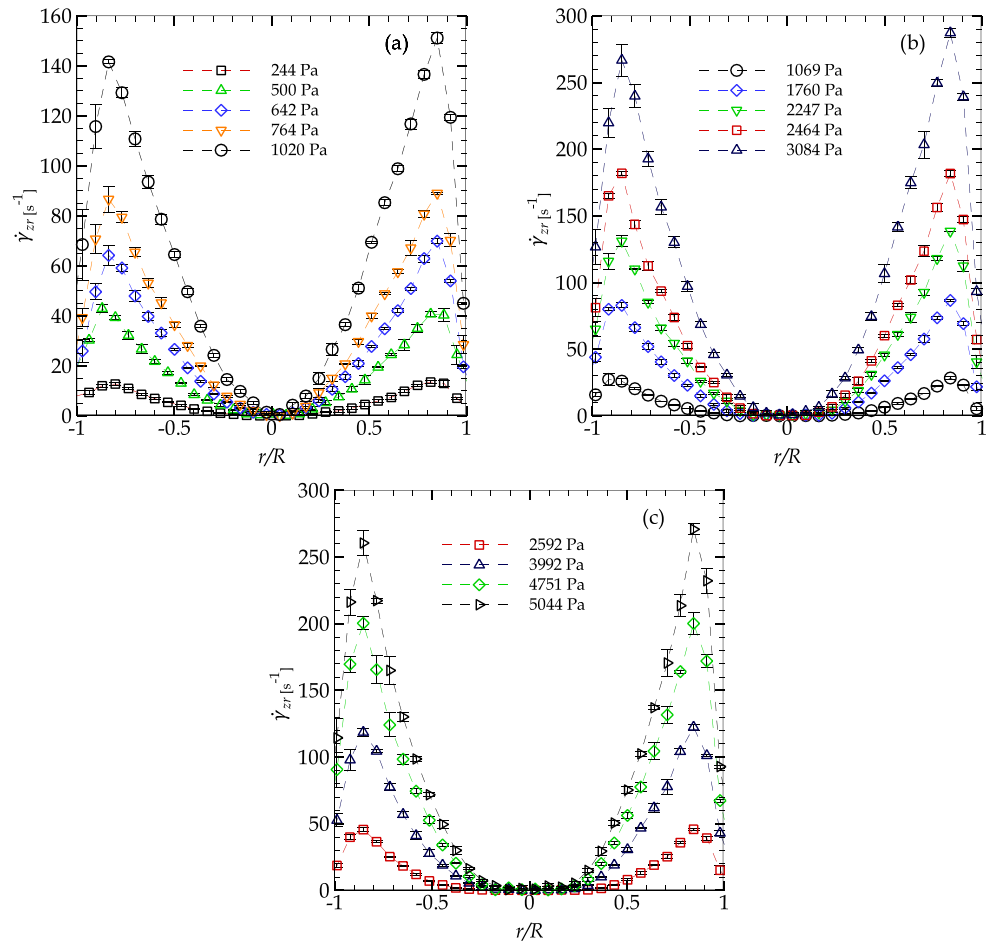 160
140
120
100
80
60
40
20
0
γ̇zr [s-1]
(a)
244 Pa
500 Pa
642 Pa
764 Pa
1020 Pa
-1 -0.5 0 0.5 1
r/R
300
250
200
150
100
50
0
γ̇zr [s-1]
(b)
1069 Pa
1760 Pa
2247 Pa
2464 Pa
3084 Pa
-1 -0.5 0 0.5 1
r/R
300
250
200
150
100
50
0
γ̇zr [s-1]
(c)
2592 Pa
3992 Pa
4751 Pa
5044 Pa
-1 -0.5 0 0.5 1
r/R